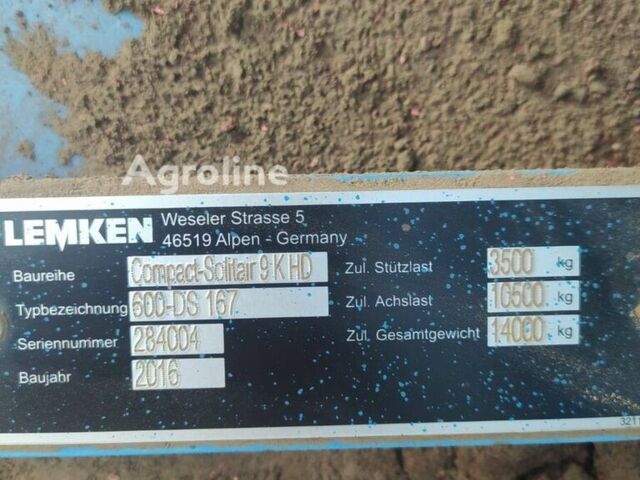 Agroline
LEMKEN Weseler Strasse 5
46519 Alpen - Germany
Baureihe Compact-Solitair 9 K HD Zul. Stützlast 3500 kg
Typbezeichnung 600-DS 167 Zul. Achslast 10500 kg
Seriennummer 284004 Zul. Gesamtgewicht 14000 kg
Baujahr 2016